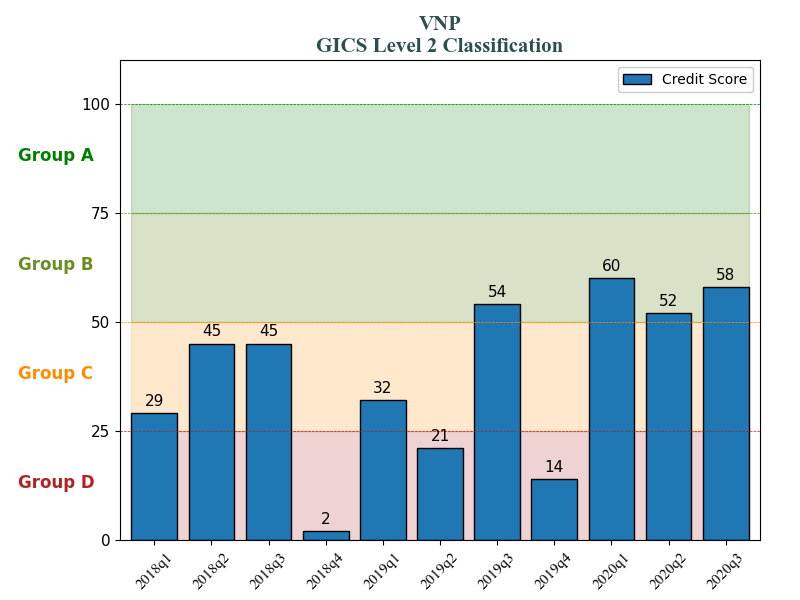 VNP
GICS Level 2 Classification
Credit Score
100
Group A
75
Group B
60
58
54
52
50
45
45
Group C
32
29
25
21
14
Group D
2
0
2018q1
2018q2
2018q3
2018q4
2019q1
2019q2
2019q3
2019q4
2020q1
2020q2
2020q3